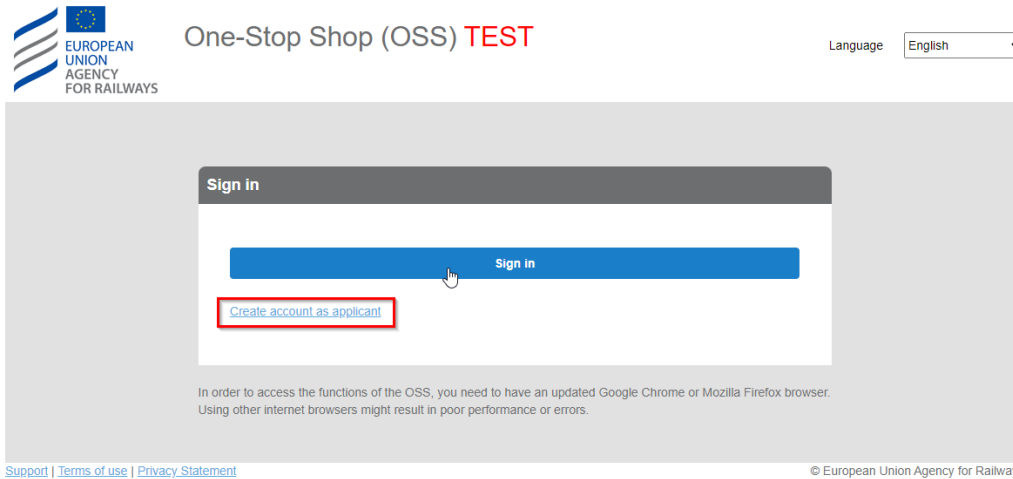 EUROPEAN
UNION
AGENCY
FOR RAILWAYS
One-Stop Shop (OSS) TEST
Language English
Sign in
Sign in
Create account as applicant
In order to access the functions of the OSS, you need to have an updated Google Chrome or Mozilla Firefox browser.
Using other internet browsers might result in poor performance or errors.
Support | Terms of use | Privacy Statement
© European Union Agency for Railway